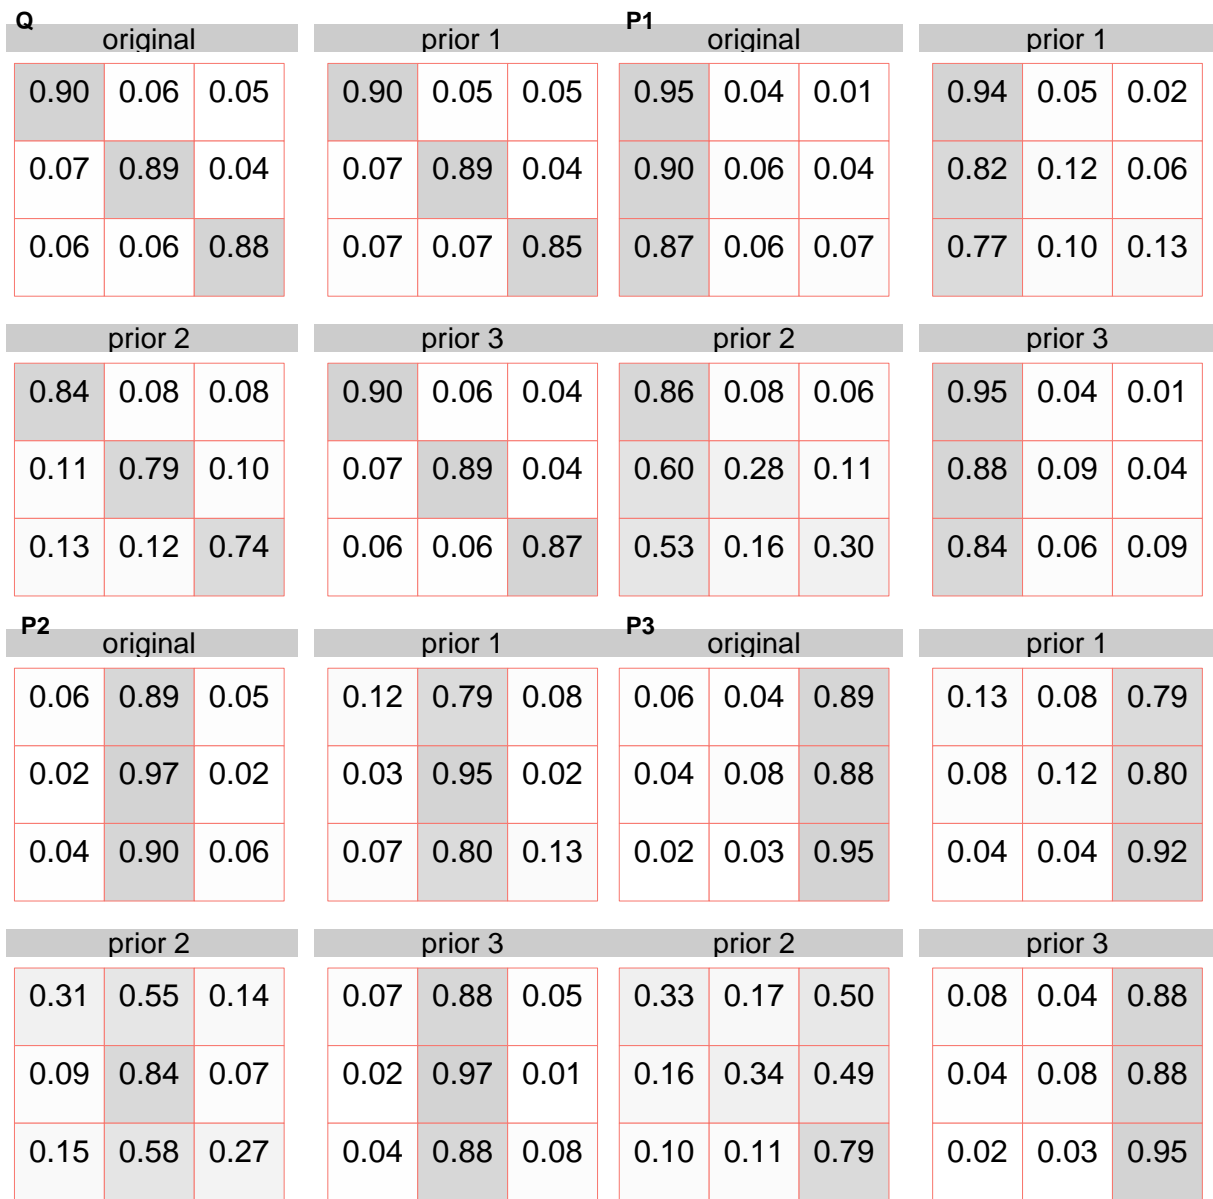 Q P1
original prior 1 original prior 1
0.90 0.06 0.05 0.90 0.05 0.05 0.95 0.04 0.01 0.94 0.05 0.02
0.07 0.89 0.04 0.07 0.89 0.04 0.90 0.06 0.04 0.82 0.12 0.06
0.06 0.06 0.88 0.07 0.07 0.85 0.87 0.06 0.07 0.77 0.10 0.13
prior 2 prior 3 prior 2 prior 3
0.84 0.08 0.08 0.90 0.06 0.04 0.86 0.08 0.06 0.95 0.04 0.01
0.11 0.79 0.10 0.07 0.89 0.04 0.60 0.28 0.11 0.88 0.09 0.04
0.13 0.12 0.74 0.06 0.06 0.87 0.53 0.16 0.30 0.84 0.06 0.09
P2 P3
original prior 1 original prior 1
0.06 0.89 0.05 0.12 0.79 0.08 0.06 0.04 0.89 0.13 0.08 0.79
0.02 0.97 0.02 0.03 0.95 0.02 0.04 0.08 0.88 0.08 0.12 0.80
0.04 0.90 0.06 0.07 0.80 0.13 0.02 0.03 0.95 0.04 0.04 0.92
prior 2 prior 3 prior 2 prior 3
0.31 0.55 0.14 0.07 0.88 0.05 0.33 0.17 0.50 0.08 0.04 0.88
0.09 0.84 0.07 0.02 0.97 0.01 0.16 0.34 0.49 0.04 0.08 0.88
0.15 0.58 0.27 0.04 0.88 0.08 0.10 0.11 0.79 0.02 0.03 0.95